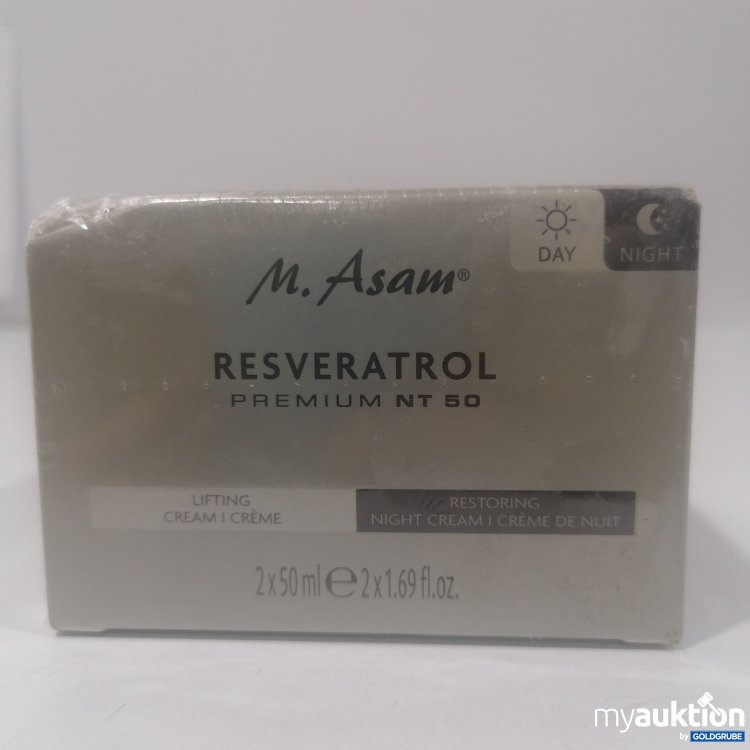 DAY
NIGHT
M. Asam®
RESVERATROL
PREMIUM NT 50
LIFTING
CREAM I CRÈME
RESTORING
NIGHT CREAM I CRÈME DE NUIT
2x50ml e 2x1.69 fl.oz.
myauktion
by GOLDGRUBE